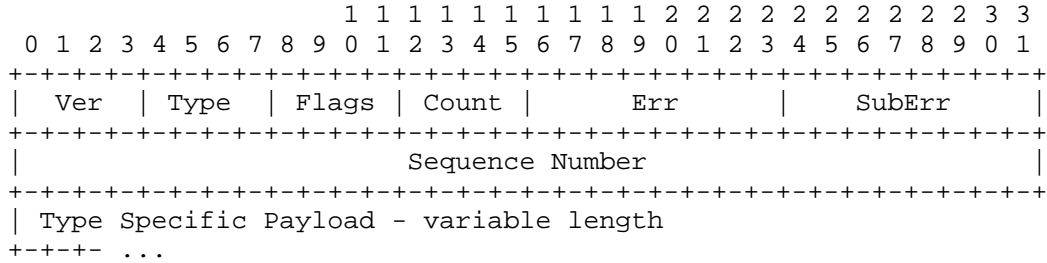 1 1 1 1 1 1 1 1 1 1 2 2 2 2 2 2 2 2 2 2 3 3
 0 1 2 3 4 5 6 7 8 9 0 1 2 3 4 5 6 7 8 9 0 1 2 3 4 5 6 7 8 9 0 1
+-+-+-+-+-+-+-+-+-+-+-+-+-+-+-+-+-+-+-+-+-+-+-+-+-+-+-+-+-+-+-+-+
|  Ver  | Type  | Flags | Count |      Err      |    SubErr     |
+-+-+-+-+-+-+-+-+-+-+-+-+-+-+-+-+-+-+-+-+-+-+-+-+-+-+-+-+-+-+-+-+
|                        Sequence Number                        |
+-+-+-+-+-+-+-+-+-+-+-+-+-+-+-+-+-+-+-+-+-+-+-+-+-+-+-+-+-+-+-+-+
| Type Specific Payload - variable length
+-+-+- ...